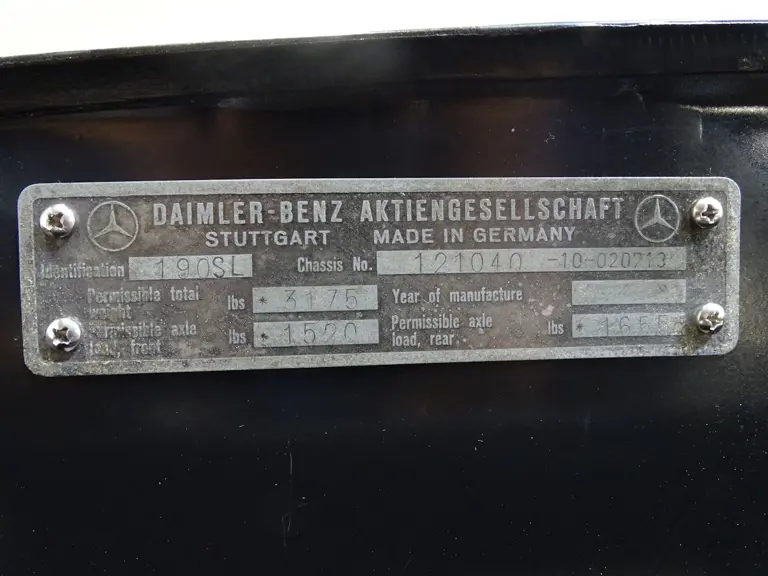 DAIMLER-BENZ AKTIENGESELLSCHAFT
STUTTGART MADE IN GERMANY
Identification 190SL Chassis No. 121040 -10-020713
Permissible total weight lbs * 3175 Year of manufacture
Permissible axle load, front lbs * 1520 Permissible axle load, rear lbs * 1655